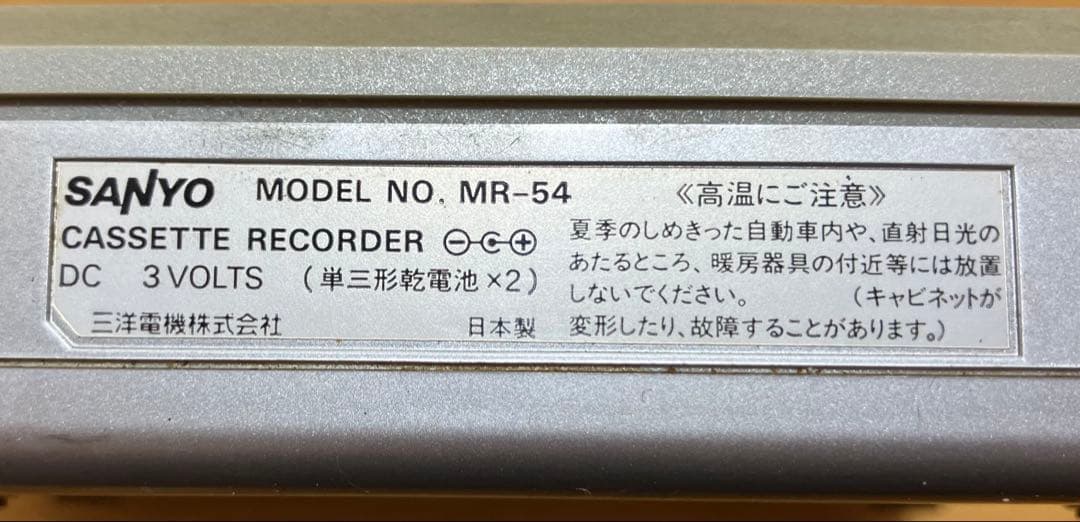 SANYO MODEL NO. MR-54
CASSETTE RECORDER
DC 3 VOLTS (単三形乾電池×2)
三洋電機株式会社 日本製
《高温にご注意》
夏季のしめきった自動車内や、直射日光の
あたるところ、暖房器具の付近等には放置
しないでください。 (キャビネットが
変形したり、故障することがあります。)